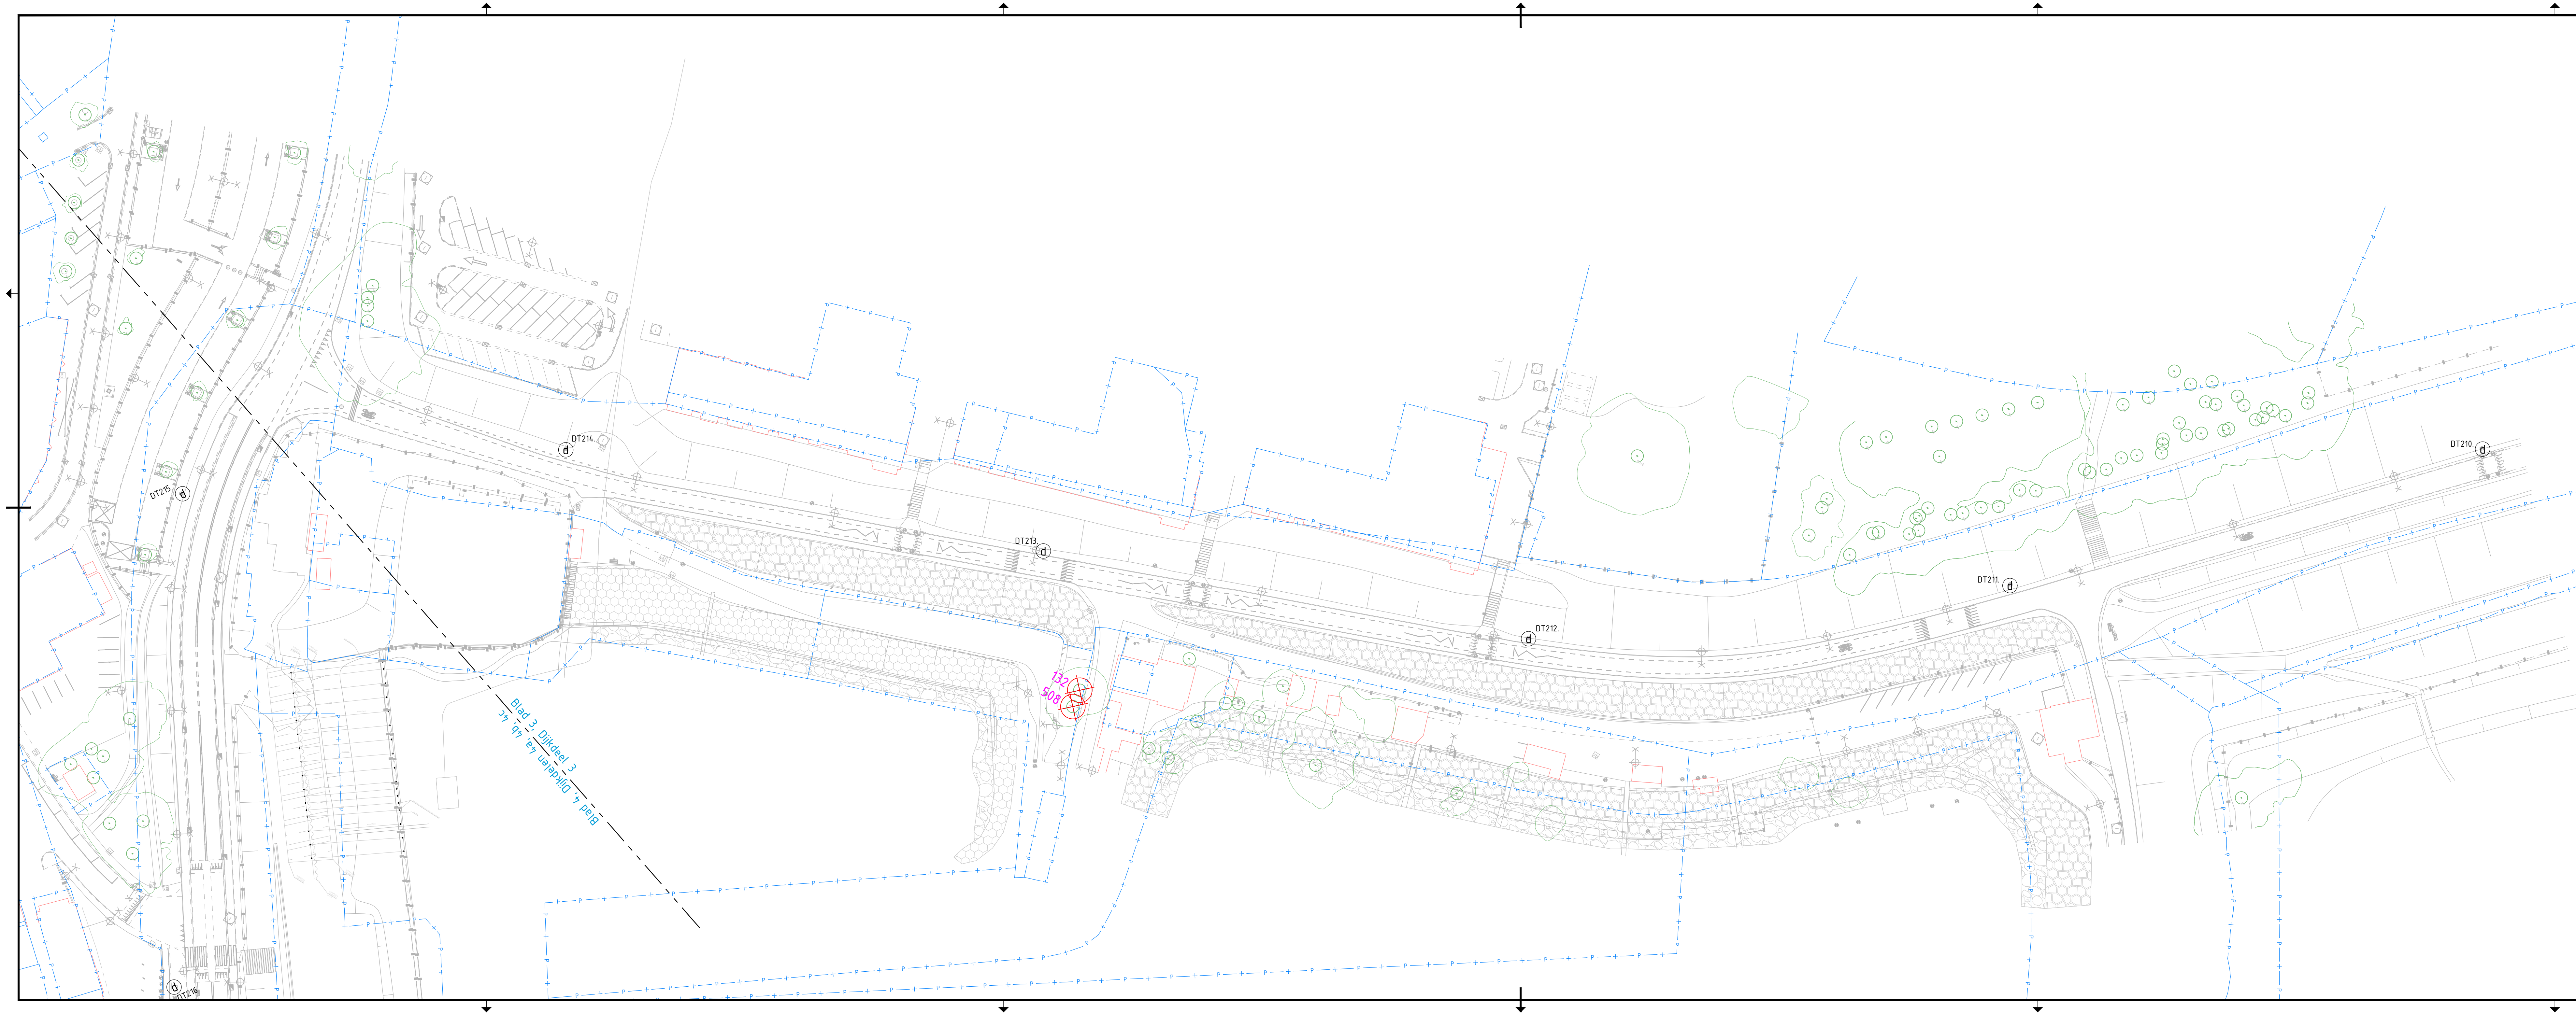 DT214.
DT210.
DT215.
DT213.
DT211.
DT212.
132
508
Blad 3, Dijkdeel 3
Blad 4, Dijkdelen 4a, 4b, 4c
DT216.